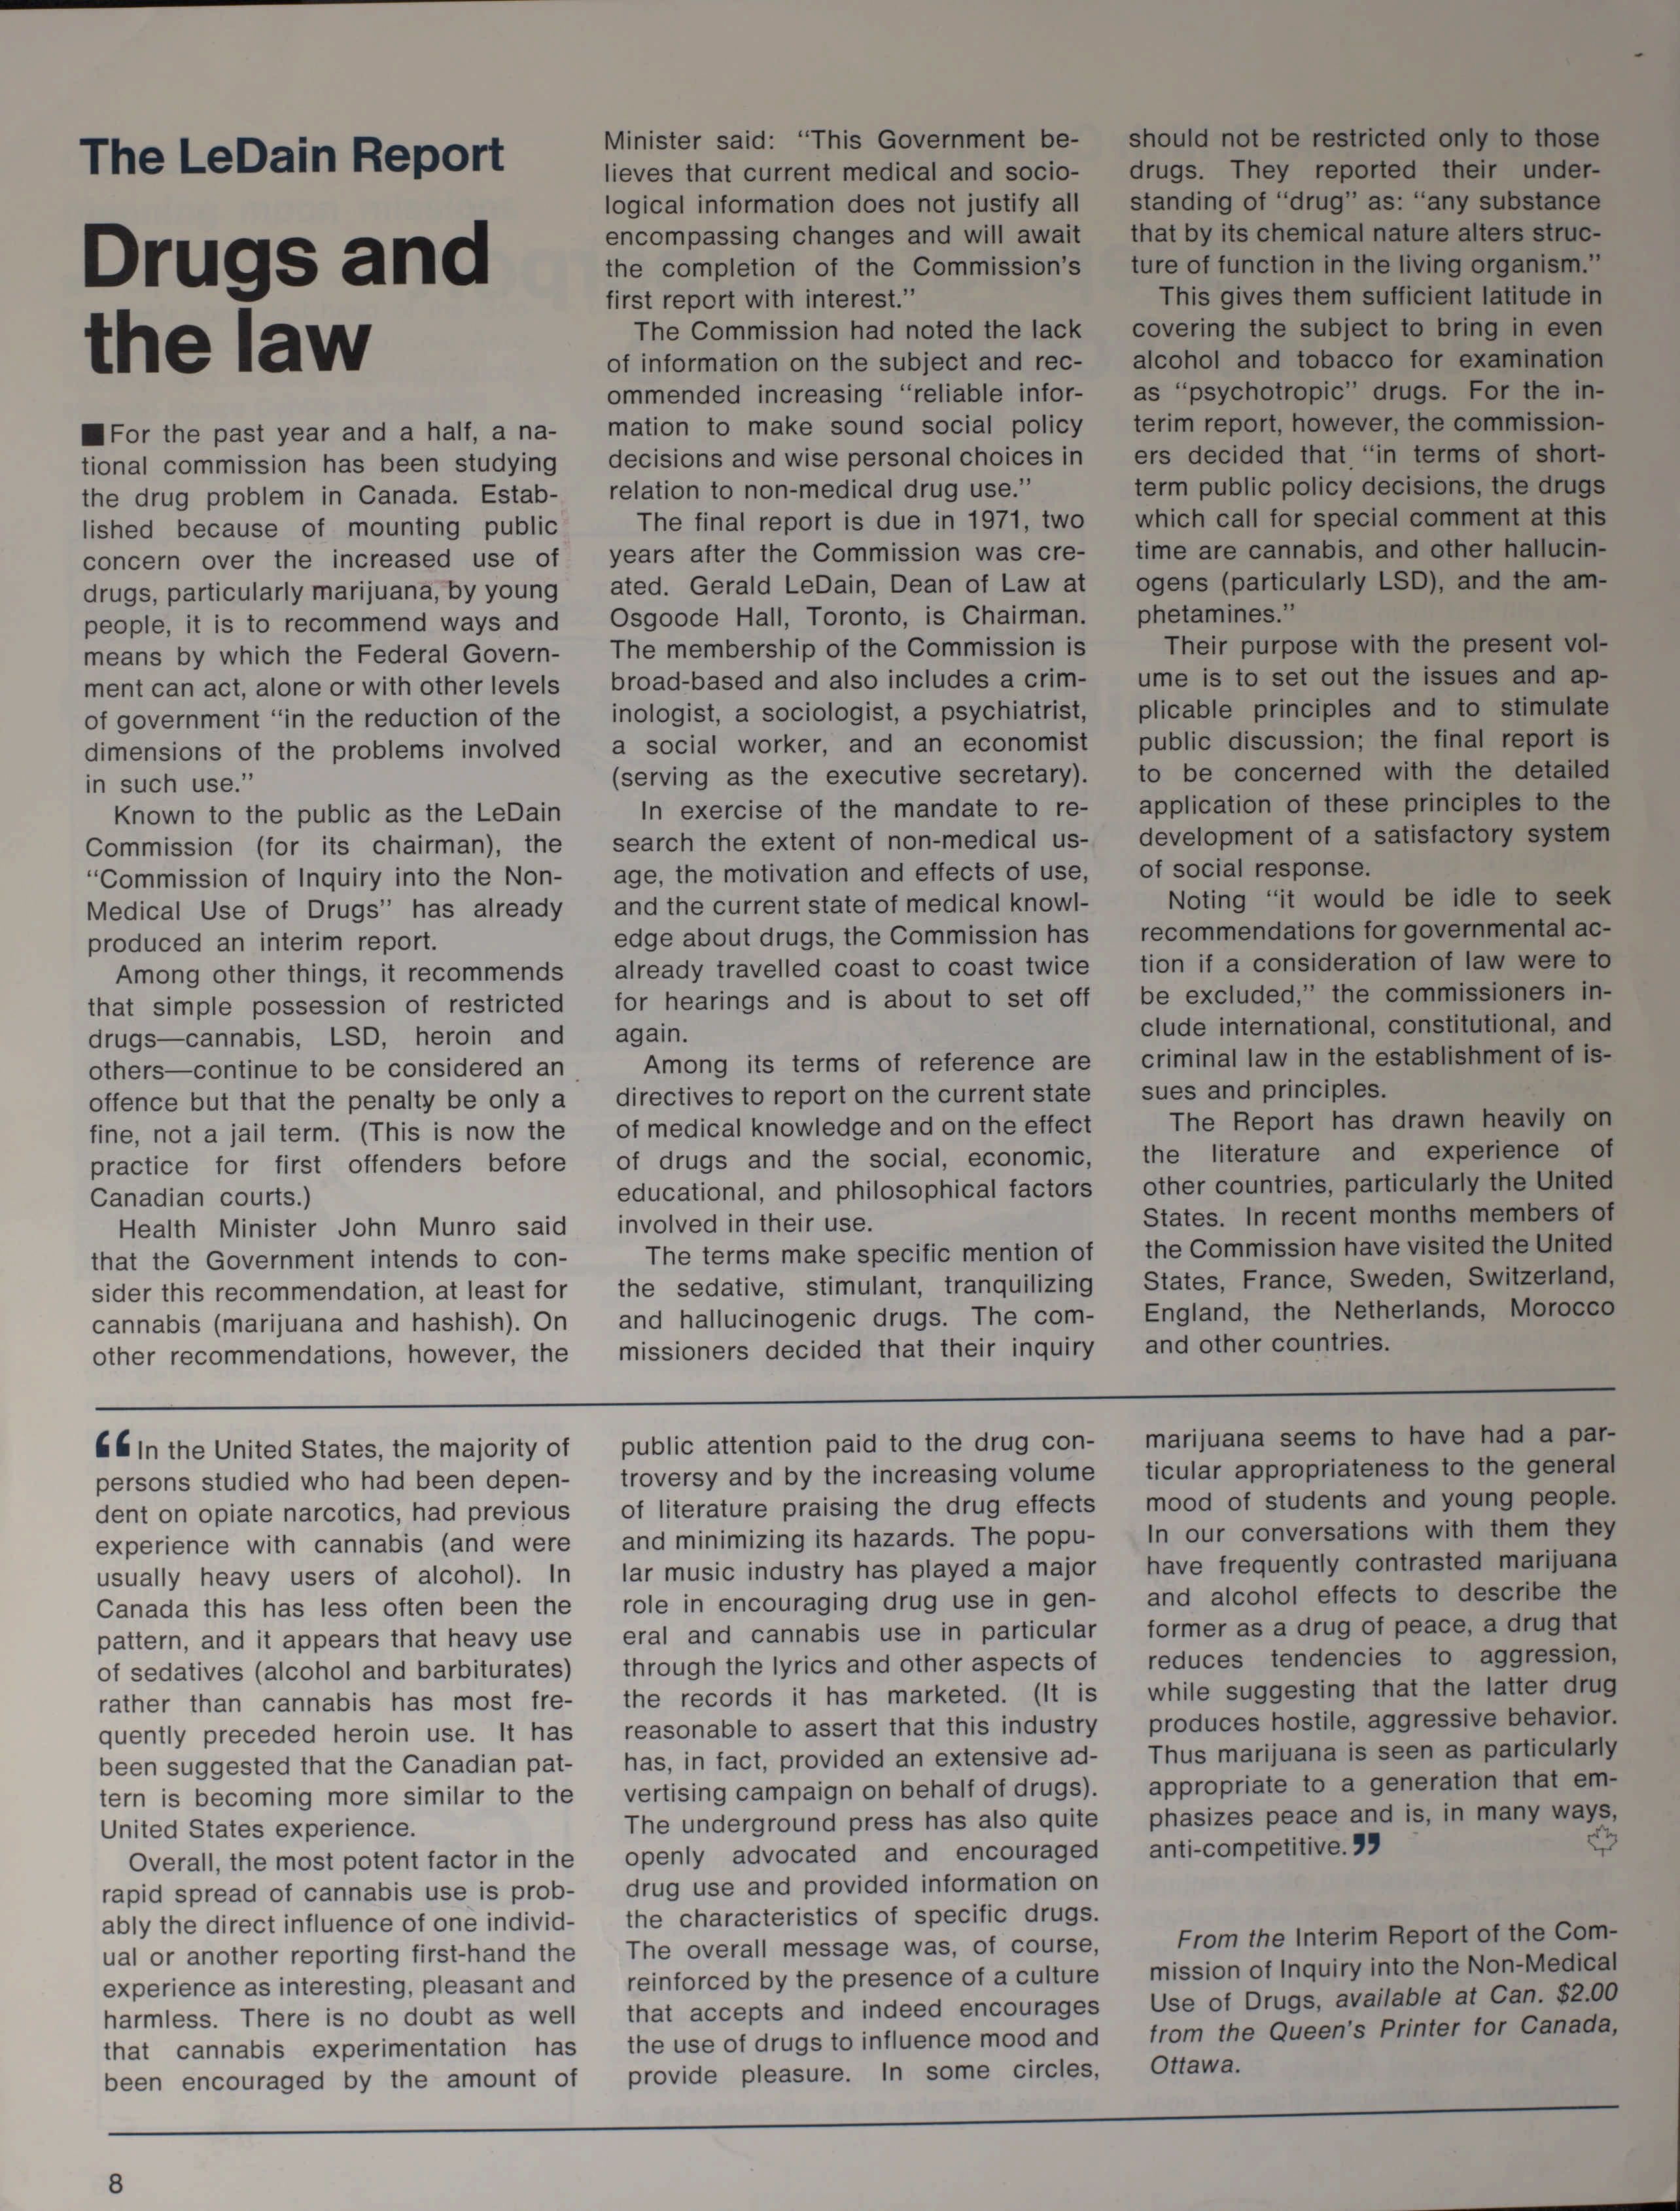 The LeDain Report
Drugs and
the law
■ For the past year and a half, a na-
tional commission has been studying
the drug problem in Canada. Estab-
lished because of mounting public
concern over the increased use of
drugs, particularly marijuana, by young
people, it is to recommend ways and
means by which the Federal Govern-
ment can act, alone or with other levels
of government “in the reduction of the
dimensions of the problems involved
in such use.”
Known to the public as the LeDain
Commission (for its chairman), the
“Commission of Inquiry into the Non-
Medical Use of Drugs” has already
produced an interim report.
Among other things, it recommends
that simple possession of restricted
drugs—cannabis, LSD, heroin and
others—continue to be considered an
offence but that the penalty be only a
fine, not a jail term. (This is now the
practice for first offenders before
Canadian courts.)
Health Minister John Munro said
that the Government intends to con-
sider this recommendation, at least for
cannabis (marijuana and hashish). On
other recommendations, however, the
Minister said: “This Government be-
lieves that current medical and socio-
logical information does not justify all
encompassing changes and will await
the completion of the Commission’s
first report with interest.”
The Commission had noted the lack
of information on the subject and rec-
ommended increasing “reliable infor-
mation to make sound social policy
decisions and wise personal choices in
relation to non-medical drug use.”
The final report is due in 1971, two
years after the Commission was cre-
ated. Gerald LeDain, Dean of Law at
Osgoode Hall, Toronto, is Chairman.
The membership of the Commission is
broad-based and also includes a crim-
inologist, a sociologist, a psychiatrist,
a social worker, and an economist
(serving as the executive secretary).
In exercise of the mandate to re-
search the extent of non-medical us-
age, the motivation and effects of use,
and the current state of medical knowl-
edge about drugs, the Commission has
already travelled coast to coast twice
for hearings and is about to set off
again.
Among its terms of reference are
directives to report on the current state
of medical knowledge and on the effect
of drugs and the social, economic,
educational, and philosophical factors
involved in their use.
The terms make specific mention of
the sedative, stimulant, tranquilizing
and hallucinogenic drugs. The com-
missioners decided that their inquiry
should not be restricted only to those
drugs. They reported their under-
standing of “drug” as: “any substance
that by its chemical nature alters struc-
ture of function in the living organism.”
This gives them sufficient latitude in
covering the subject to bring in even
alcohol and tobacco for examination
as “psychotropic” drugs. For the in-
terim report, however, the commission-
ers decided that “in terms of short-
term public policy decisions, the drugs
which call for special comment at this
time are cannabis, and other hallucin-
ogens (particularly LSD), and the am-
phetamines.”
Their purpose with the present vol-
ume is to set out the issues and ap-
plicable principles and to stimulate
public discussion; the final report is
to be concerned with the detailed
application of these principles to the
development of a satisfactory system
of social response.
Noting “it would be idle to seek
recommendations for governmental ac-
tion if a consideration of law were to
be excluded,” the commissioners in-
clude international, constitutional, and
criminal law in the establishment of is-
sues and principles.
The Report has drawn heavily on
the literature and experience of
other countries, particularly the United
States. In recent months members of
the Commission have visited the United
States, France, Sweden, Switzerland,
England, the Netherlands, Morocco
and other countries.
“In the United States, the majority of
persons studied who had been depen-
dent on opiate narcotics, had previous
experience with cannabis (and were
usually heavy users of alcohol). In
Canada this has less often been the
pattern, and it appears that heavy use
of sedatives (alcohol and barbiturates)
rather than cannabis has most fre-
quently preceded heroin use. It has
been suggested that the Canadian pat-
tern is becoming more similar to the
United States experience.
Overall, the most potent factor in the
rapid spread of cannabis use is prob-
ably the direct influence of one individ-
ual or another reporting first-hand the
experience as interesting, pleasant and
harmless. There is no doubt as well
that cannabis experimentation has
been encouraged by the amount of
public attention paid to the drug con-
troversy and by the increasing volume
of literature praising the drug effects
and minimizing its hazards. The popu-
lar music industry has played a major
role in encouraging drug use in gen-
eral and cannabis use in particular
through the lyrics and other aspects of
the records it has marketed. (It is
reasonable to assert that this industry
has, in fact, provided an extensive ad-
vertising campaign on behalf of drugs).
The underground press has also quite
openly advocated and encouraged
drug use and provided information on
the characteristics of specific drugs.
The overall message was, of course,
reinforced by the presence of a culture
that accepts and indeed encourages
the use of drugs to influence mood and
provide pleasure. In some circles,
marijuana seems to have had a par-
ticular appropriateness to the general
mood of students and young people.
In our conversations with them they
have frequently contrasted marijuana
and alcohol effects to describe the
former as a drug of peace, a drug that
reduces tendencies to aggression,
while suggesting that the latter drug
produces hostile, aggressive behavior.
Thus marijuana is seen as particularly
appropriate to a generation that em-
phasizes peace and is, in many ways,
anti-competitive.”
From the Interim Report of the Com-
mission of Inquiry into the Non-Medical
Use of Drugs, available at Can. $2.00
from the Queen’s Printer for Canada,
Ottawa.
8